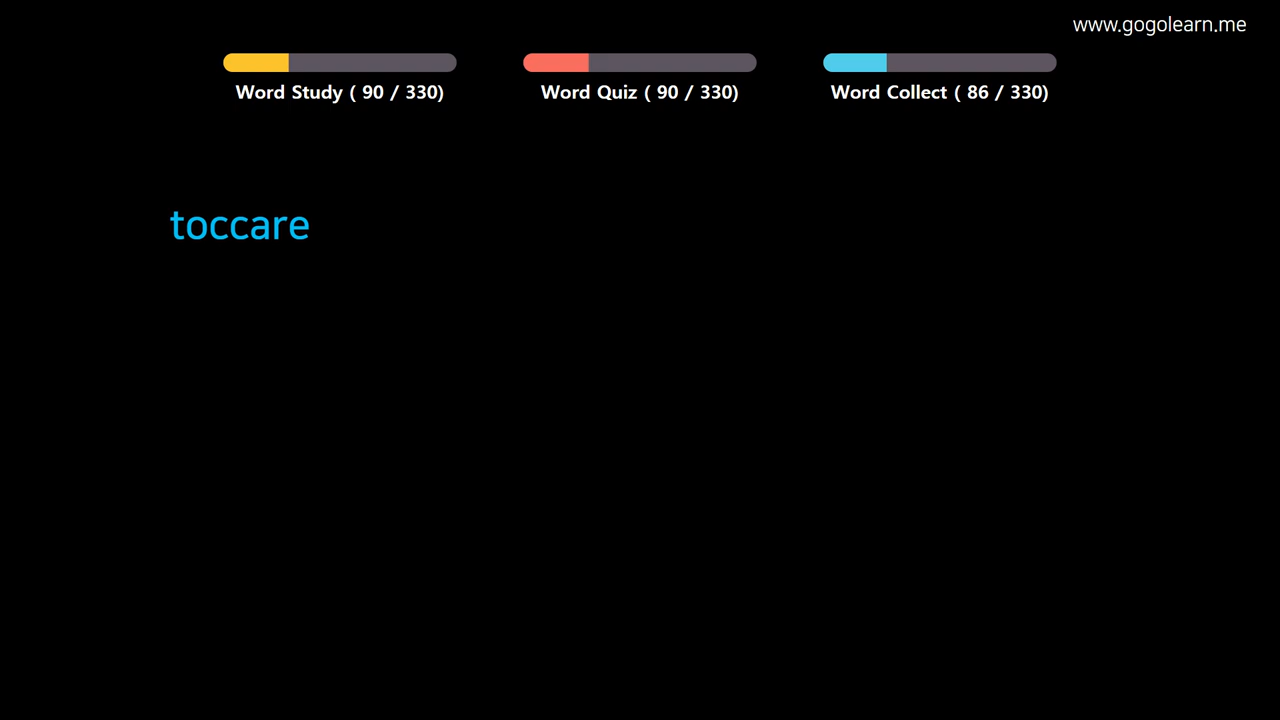 www.gogolearn.me
Word Study ( 90 / 330)
Word Quiz ( 90 / 330)
Word Collect ( 86 / 330)
toccare